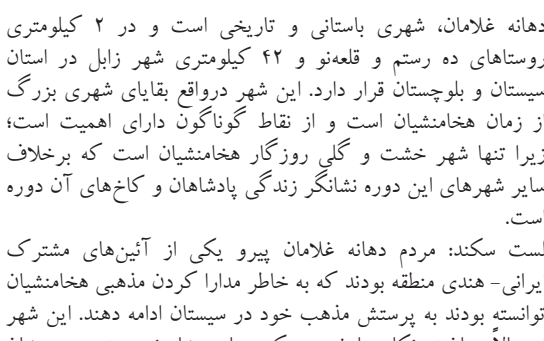 دهانه غلامان، شهری باستانی و تاریخی است و در ۲ کیلومتری
روستاهای ده رستم و قلعه‌نو و ۴۲ کیلومتری شهر زابل در استان
سیستان و بلوچستان قرار دارد. این شهر درواقع بقایای شهری بزرگ
از زمان هخامنشیان است و از نقاط گوناگون دارای اهمیت است؛
زیرا تنها شهر خشت و گلی روزگار هخامنشیان است که برخلاف
سایر شهرهای این دوره نشانگر زندگی پادشاهان و کاخ‌های آن دوره
است.
لست سکند: مردم دهانه غلامان پیرو یکی از آئین‌های مشترک
ایرانی- هندی منطقه بودند که به خاطر مدارا کردن مذهبی هخامنشیان
توانسته بودند به پرستش مذهب خود در سیستان ادامه دهند. این شهر